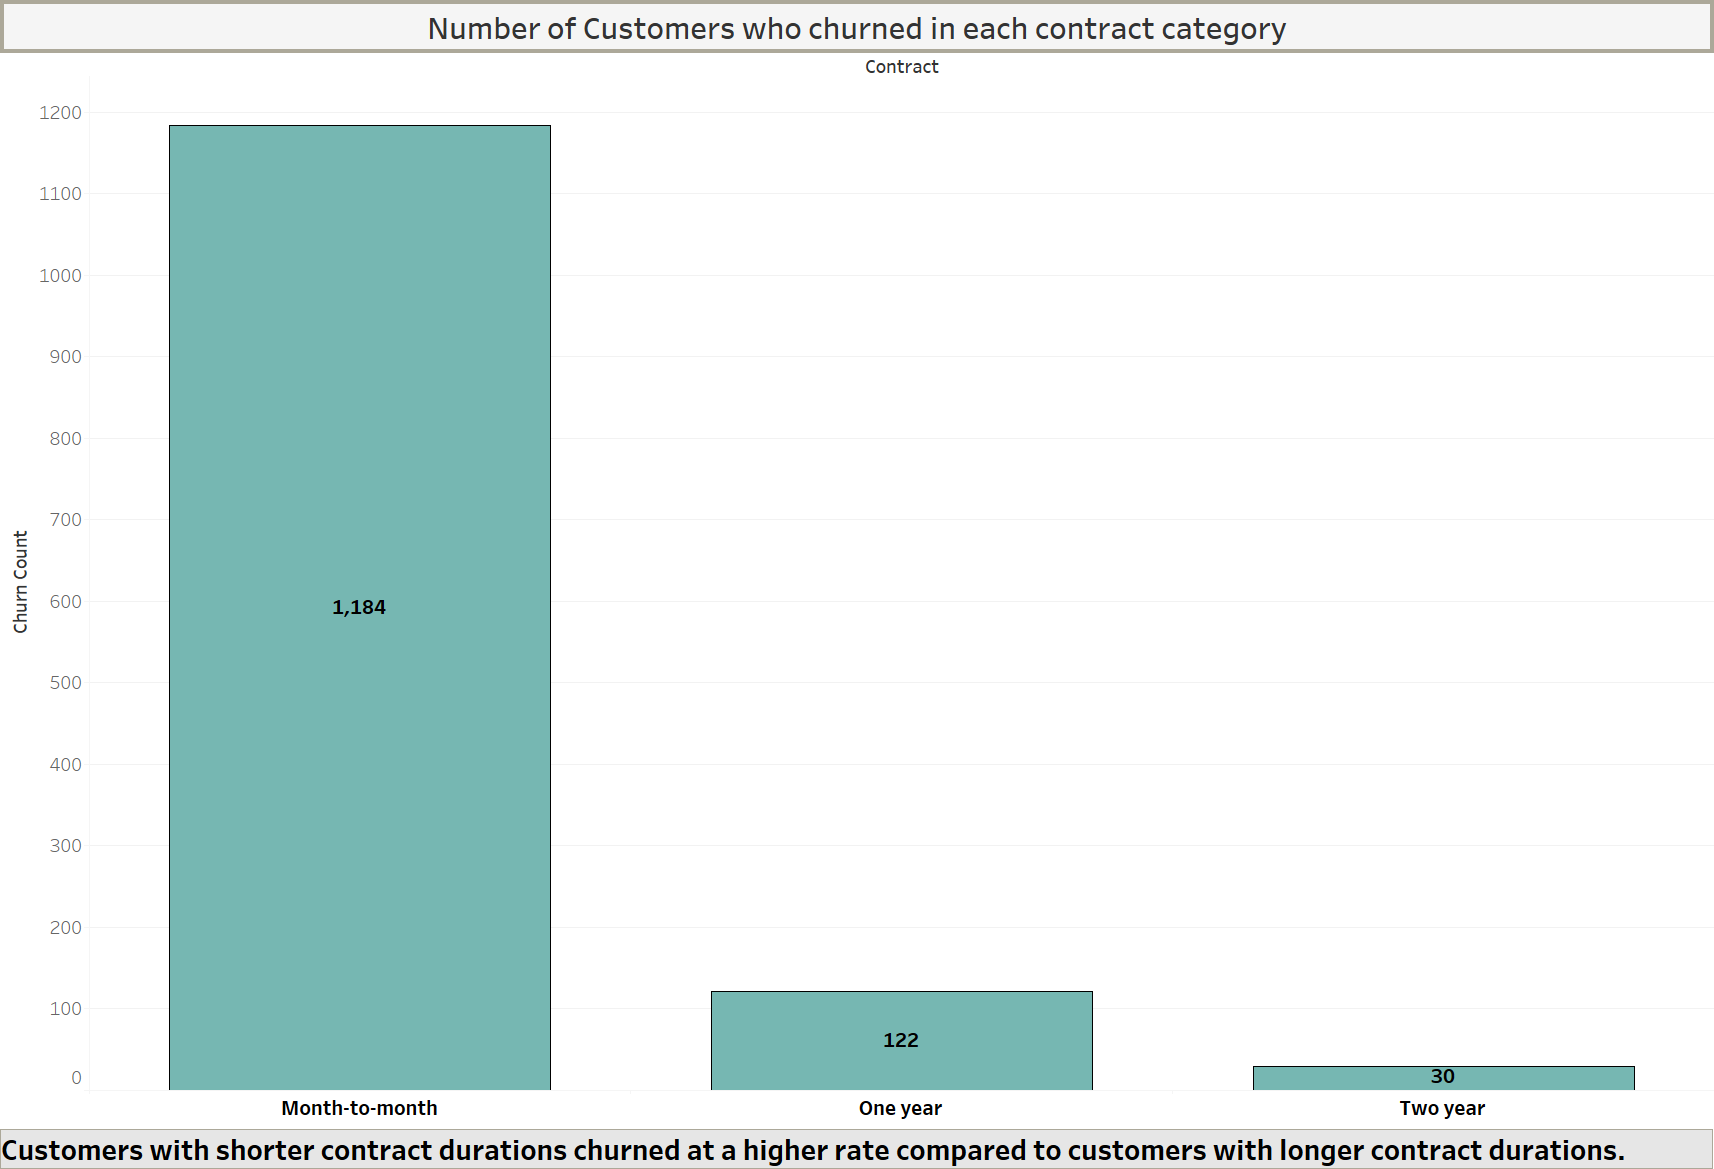 Number of Customers who churned in each contract category
Contract
1200
1100
1000
900
800
700
600
500
400
300
200
100
0
Churn Count
1,184
122
30
Month-to-month
One year
Two year
Customers with shorter contract durations churned at a higher rate compared to customers with longer contract durations.